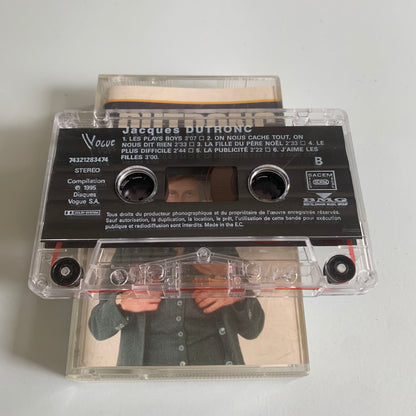 DUTRONC
Jacques DUTRONC
Vogue
74321283474
STEREO
Compilation
℗ 1995
Disques
Vogue S.A.
DOLBY SYSTEM
1. LES PLAYS BOYS 3'07 □ 2. ON NOUS CACHE TOUT, ON
NOUS DIT RIEN 2'33 □ 3. LA FILLE DU PÈRE NOËL 2'33 □ 4. LE
PLUS DIFFICILE 2'44 □ 5. LA PUBLICITÉ 2'22 □ 6. J'AIME LES
FILLES 3'00.
B
SACEM
BMG
Tous droits du producteur phonographique et du propriétaire de l'œuvre enregistrée réservés.
Sauf autorisation, la duplication, la location, le prêt, l'utilisation de cette bande pour exécution
publique et radiodiffusion sont interdits. Made in the E.C.